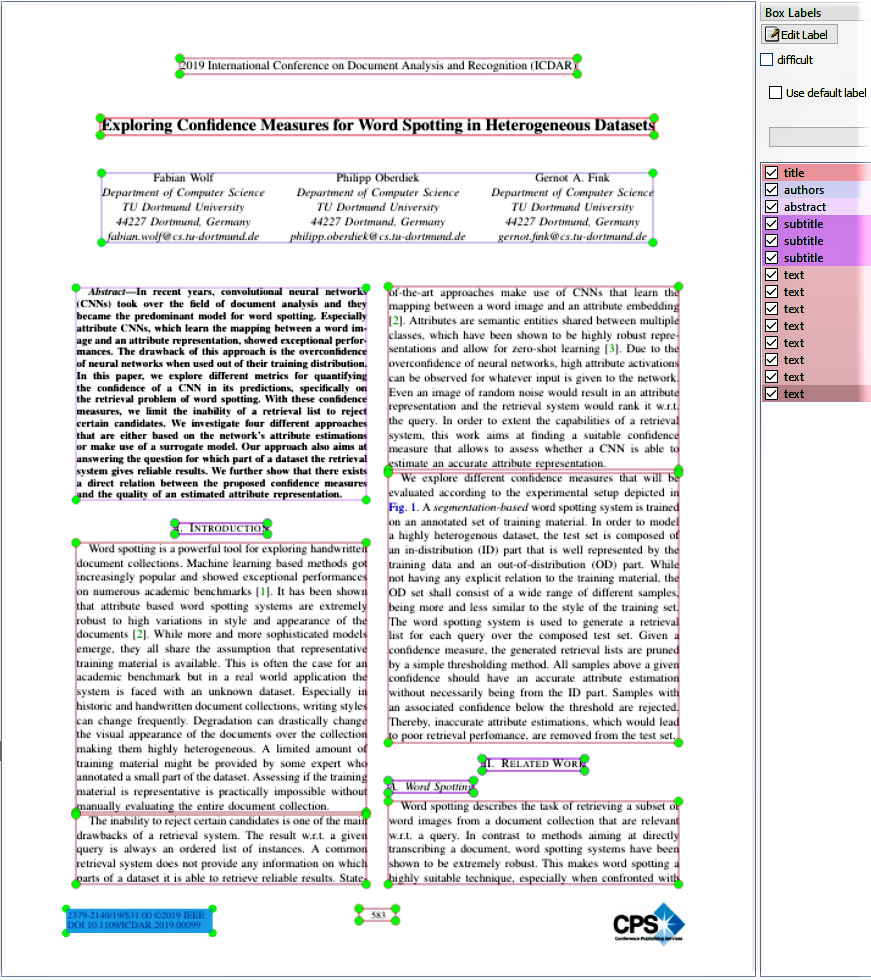 2019 International Conference on Document Analysis and Recognition (ICDAR)
Exploring Confidence Measures for Word Spotting in Heterogeneous Datasets
Fabian Wolf
Department of Computer Science
TU Dortmund University
44227 Dortmund, Germany
fabian.wolf@cs.tu-dortmund.de
Philipp Oberdiek
Department of Computer Science
TU Dortmund University
44227 Dortmund, Germany
philipp.oberdiek@cs.tu-dortmund.de
Gernot A. Fink
Department of Computer Science
TU Dortmund University
44227 Dortmund, Germany
gernot.fink@cs.tu-dortmund.de
Abstract—In recent years, convolutional neural networks
(CNNs) took over the field of document analysis and they
became the predominant model for word spotting. Especially
attribute CNNs, which learn the mapping between a word im-
age and an attribute representation, showed exceptional perfor-
mances. The drawback of this approach is the overconfidence
of neural networks when used out of their training distribution.
In this paper, we explore different metrics for quantifying
the confidence of a CNN in its predictions, specifically on
the retrieval problem of word spotting. With these confidence
measures, we limit the inability of a retrieval list to reject
certain candidates. We investigate four different approaches
that are either based on the network's attribute estimations
or make use of a surrogate model. Our approach also aims at
answering the question for which part of a dataset the retrieval
system gives reliable results. We further show that there exists
a direct relation between the proposed confidence measures
and the quality of an estimated attribute representation.
I. INTRODUCTION
Word spotting is a powerful tool for exploring handwritten
document collections. Machine learning based methods got
increasingly popular and showed exceptional performances
on numerous academic benchmarks [1]. It has been shown
that attribute based word spotting systems are extremely
robust to high variations in style and appearance of the
documents [2]. While more and more sophisticated models
emerge, they all share the assumption that representative
training material is available. This is often the case for an
academic benchmark but in a real world application the
system is faced with an unknown dataset. Especially in
historic and handwritten document collections, writing styles
can change frequently. Degradation can drastically change
the visual appearance of the documents over the collection
making them highly heterogeneous. A limited amount of
training material might be provided by some expert who
annotated a small part of the dataset. Assessing if the training
material is representative is practically impossible without
manually evaluating the entire document collection.
The inability to reject certain candidates is one of the main
drawbacks of a retrieval system. The result w.r.t. a given
query is always an ordered list of instances. A common
retrieval system does not provide any information on which
parts of a dataset it is able to retrieve reliable results. State-
of-the-art approaches make use of CNNs that learn the
mapping between a word image and an attribute embedding
[2]. Attributes are semantic entities shared between multiple
classes, which have been shown to be highly robust repre-
sentations and allow for zero-shot learning [3]. Due to the
overconfidence of neural networks, high attribute activations
can be observed for whatever input is given to the network.
Even an image of random noise would result in an attribute
representation and the retrieval system would rank it w.r.t.
the query. In order to extent the capabilities of a retrieval
system, this work aims at finding a suitable confidence
measure that allows to assess whether a CNN is able to
estimate an accurate attribute representation.
We explore different confidence measures that will be
evaluated according to the experimental setup depicted in
Fig. 1. A segmentation-based word spotting system is trained
on an annotated set of training material. In order to model
a highly heterogenous dataset, the test set is composed of
an in-distribution (ID) part that is well represented by the
training data and an out-of-distribution (OD) part. While
not having any explicit relation to the training material, the
OD set shall consist of a wide range of different samples,
being more and less similar to the style of the training set.
The word spotting system is used to generate a retrieval
list for each query over the composed test set. Given a
confidence measure, the generated retrieval lists are pruned
by a simple thresholding method. All samples above a given
confidence should have an accurate attribute estimation
without necessarily being from the ID part. Samples with
an associated confidence below the threshold are rejected.
Thereby, inaccurate attribute estimations, which would lead
to poor retrieval perfomance, are removed from the test set.
II. RELATED WORK
A. Word Spotting
Word spotting describes the task of retrieving a subset of
word images from a document collection that are relevant
w.r.t. a query. In contrast to methods aiming at directly
transcribing a document, word spotting systems have been
shown to be extremely robust. This makes word spotting a
highly suitable technique, especially when confronted with
2379-2140/19/$31.00 ©2019 IEEE
DOI 10.1109/ICDAR.2019.00099
583
CPS
Conference Publishing Services
Box Labels
Edit Label
difficult
Use default label
title
authors
abstract
subtitle
subtitle
subtitle
text
text
text
text
text
text
text
text